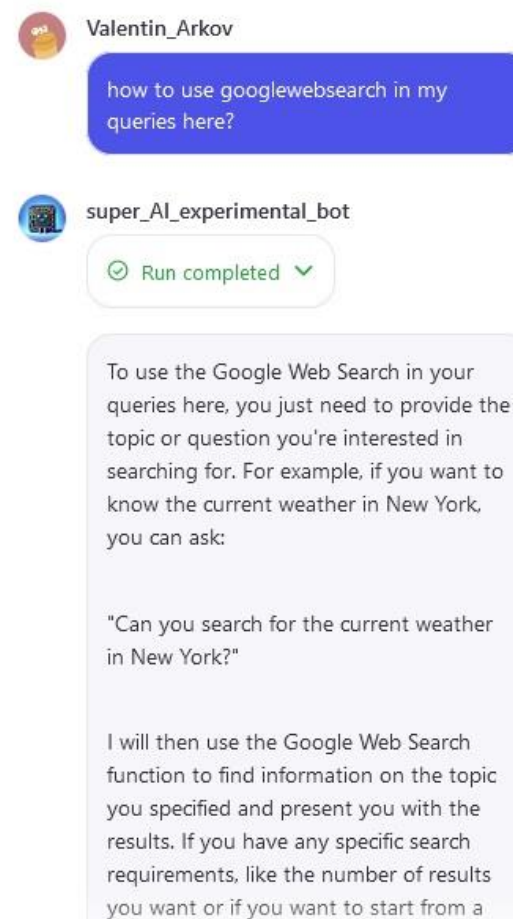 Valentin_Arkov
how to use googlewebsearch in my
queries here?
super_AI_experimental_bot
Run completed
To use the Google Web Search in your
queries here, you just need to provide the
topic or question you're interested in
searching for. For example, if you want to
know the current weather in New York,
you can ask:
"Can you search for the current weather
in New York?"
I will then use the Google Web Search
function to find information on the topic
you specified and present you with the
results. If you have any specific search
requirements, like the number of results
you want or if you want to start from a